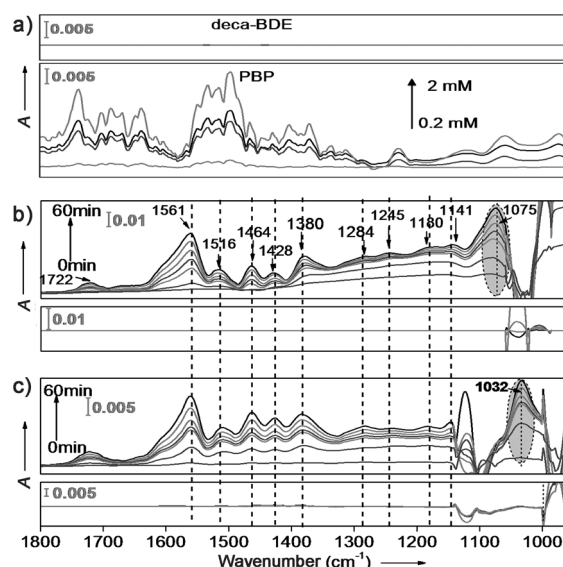 a)
deca-BDE
0.005
0.005
PBP
2 mM
0.2 mM
A
b)
60min
0min
0.01
1722
1561
1516
1464
1428
1380
1284
1245
1180
1141
1075
A
0.01
c)
60min
0min
0.005
1032
A
0.005
1800 1700 1600 1500 1400 1300 1200 1100 1000
Wavenumber (cm⁻¹)